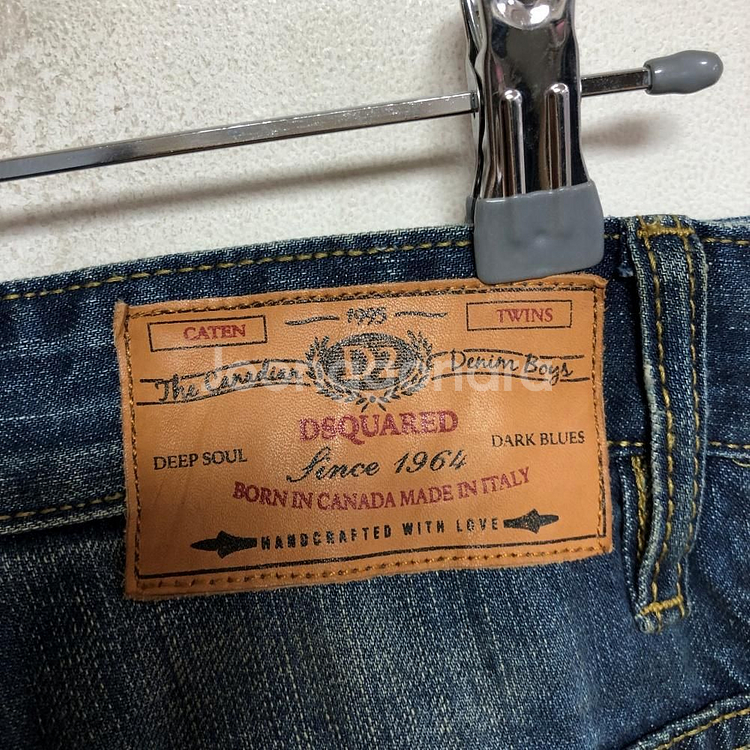 CATEN
1995
TWINS
The Canadian
D2
Denim Boys
DSQUARED
DEEP SOUL
DARK BLUES
Since 1964
BORN IN CANADA MADE IN ITALY
HANDCRAFTED WITH LOVE